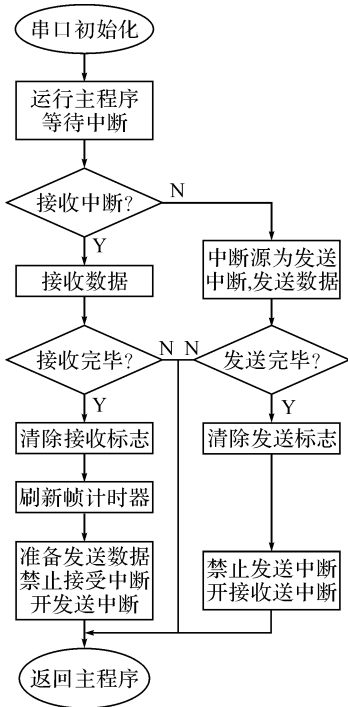 串口初始化
运行主程序
等待中断
接收中断?
N
Y
接收数据
中断源为发送
中断,发送数据
接收完毕?
N
N
发送完毕?
Y
Y
清除接收标志
清除发送标志
刷新帧计时器
准备发送数据
禁止接受中断
开发送中断
禁止发送中断
开接收送中断
返回主程序